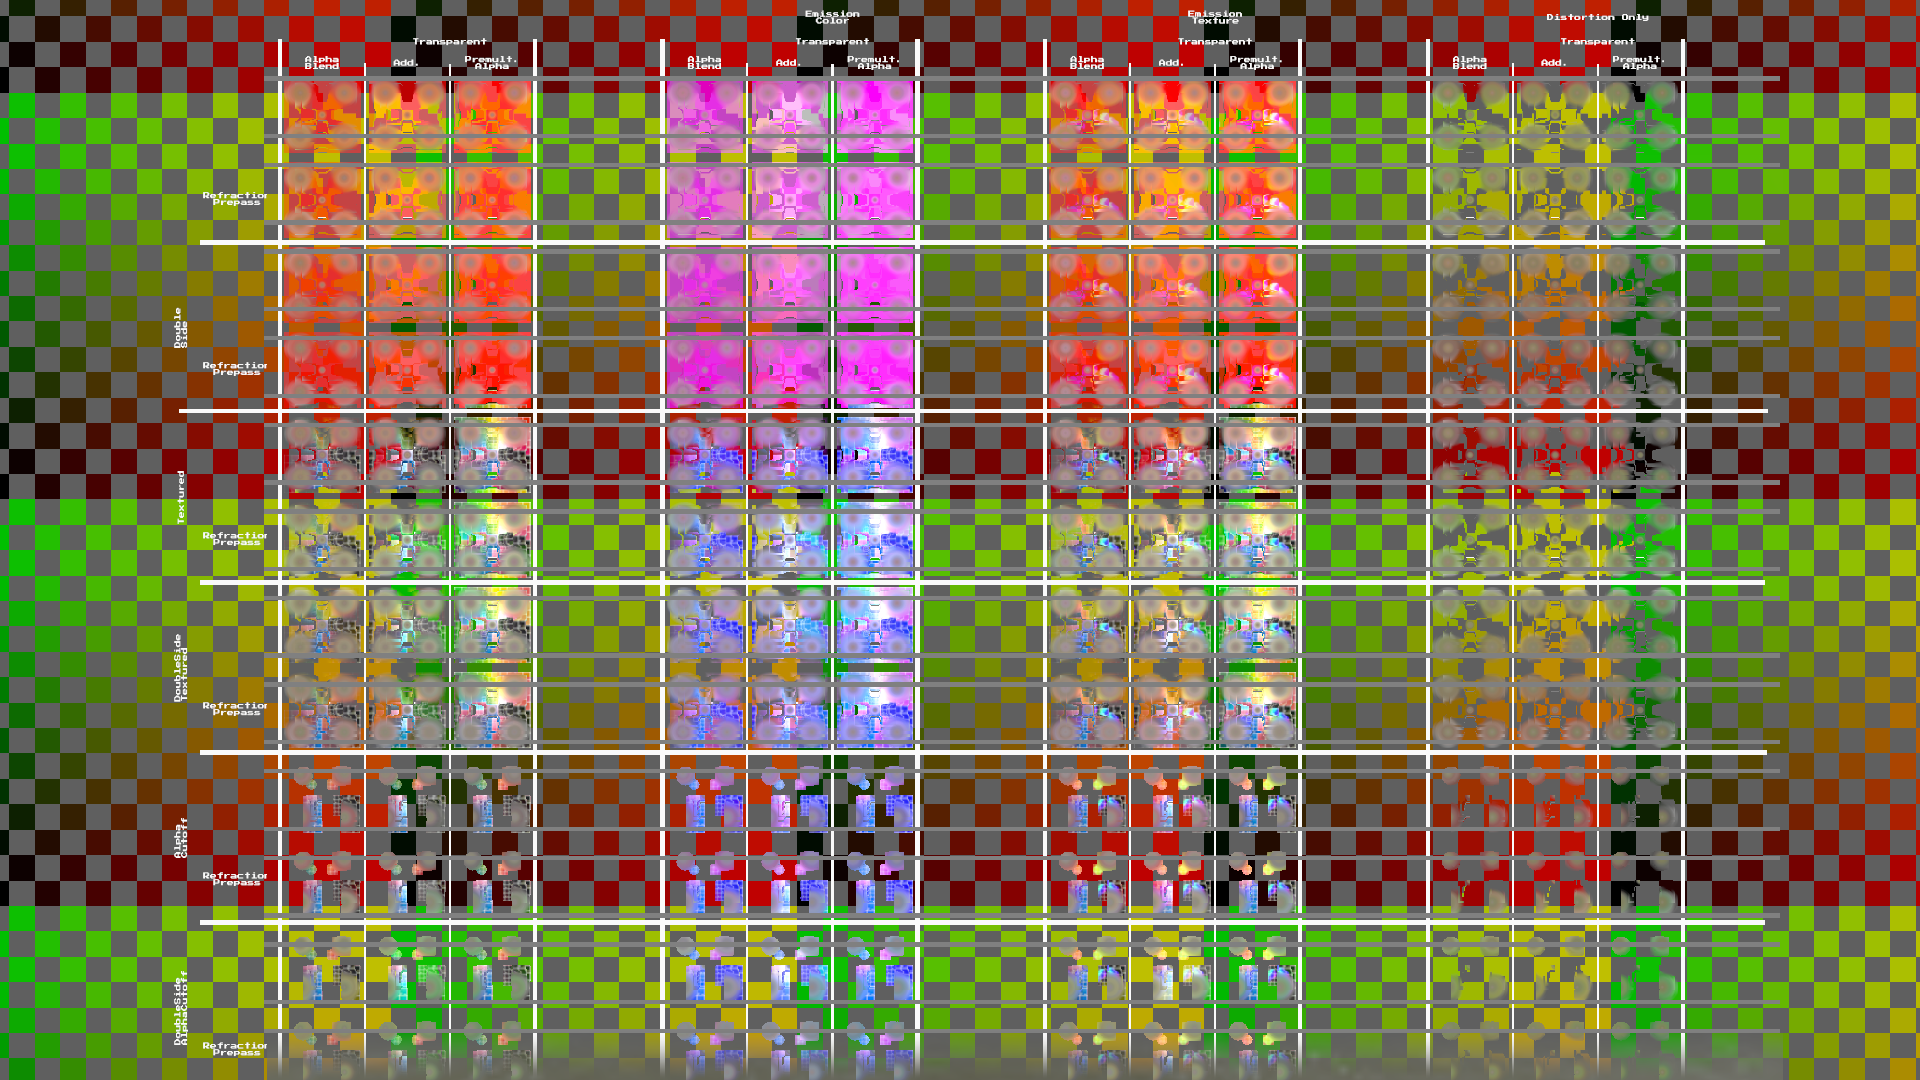 Emission
Color
Emission
Texture
Distortion Only
Transparent
Transparent
Transparent
Transparent
Alpha
Blend
Add.
Premult.
Alpha
Alpha
Blend
Add.
Premult.
Alpha
Alpha
Blend
Add.
Premult.
Alpha
Alpha
Blend
Add.
Premult.
Alpha
Refraction
Prepass
Double
Side
Refraction
Prepass
Textured
Refraction
Prepass
DoubleSide
Textured
Refraction
Prepass
Alpha
Cutoff
Refraction
Prepass
DoubleSide
AlphaCutoff
Refraction
Prepass